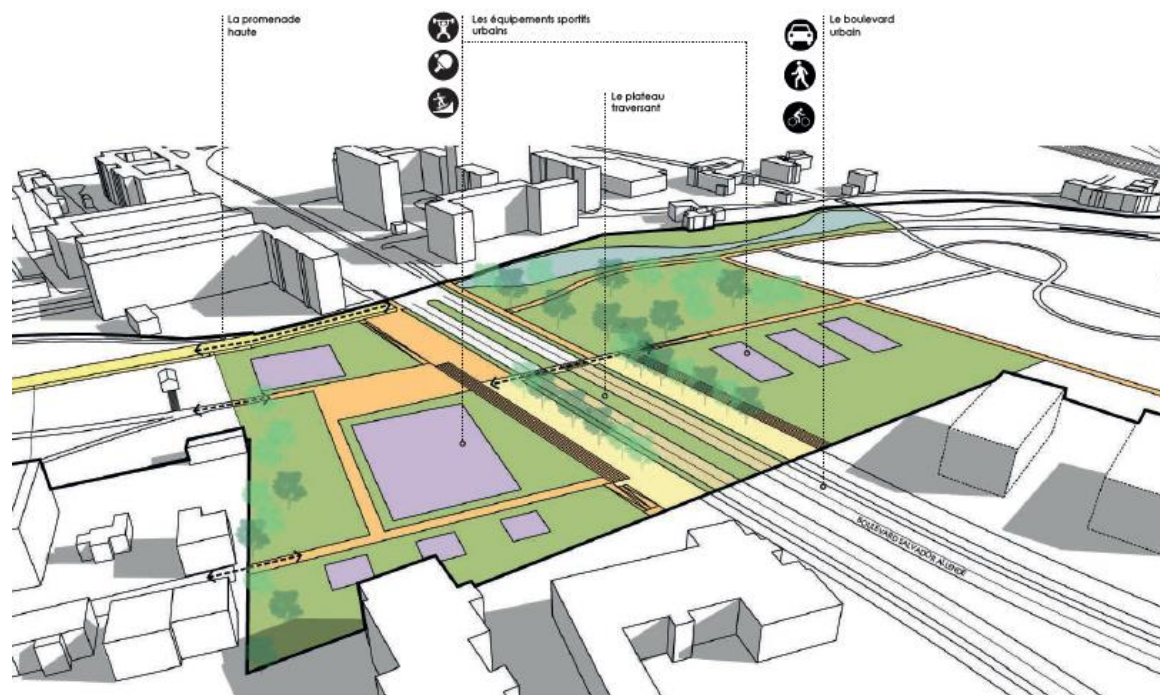 La promenade
haute
Les équipements sportifs
urbains
Le boulevard
urbain
Le plateau
traversant
BOULEVARD SALVADOR ALLENDE